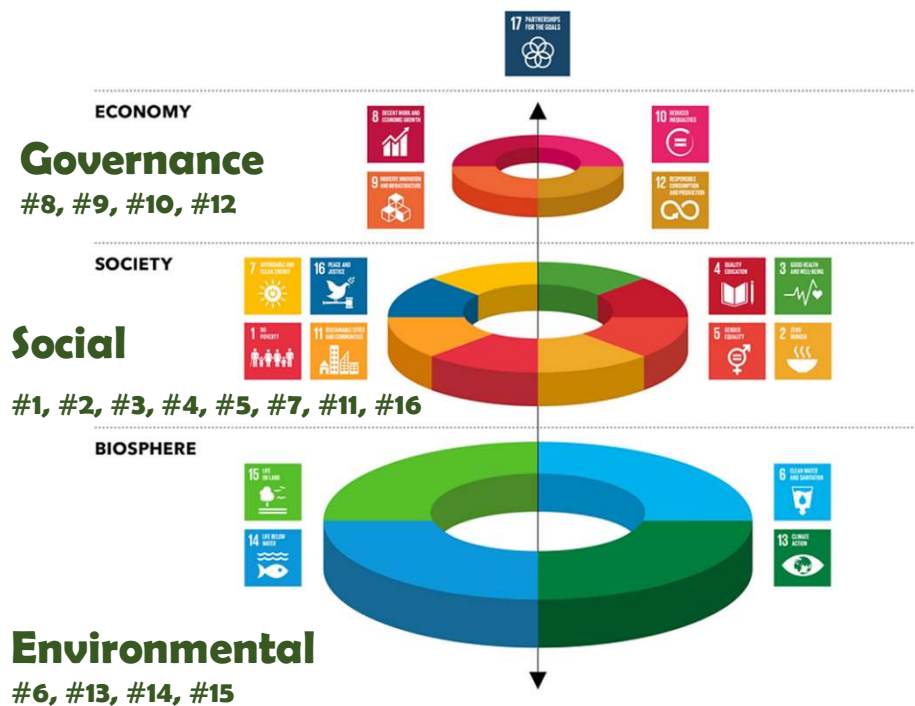 17 PARTNERSHIPS
FOR THE GOALS
ECONOMY
Governance
#8, #9, #10, #12
8 DECENT WORK AND
ECONOMIC GROWTH
10 REDUCED
INEQUALITIES
9 INDUSTRY, INNOVATION
AND INFRASTRUCTURE
12 RESPONSIBLE
CONSUMPTION
AND PRODUCTION
SOCIETY
Social
#1, #2, #3, #4, #5, #7, #11, #16
7 AFFORDABLE AND
CLEAN ENERGY
16 PEACE AND
JUSTICE
4 QUALITY
EDUCATION
3 GOOD HEALTH
AND WELL-BEING
1 NO
POVERTY
11 SUSTAINABLE CITIES
AND COMMUNITIES
5 GENDER
EQUALITY
2 ZERO
HUNGER
BIOSPHERE
15 LIFE
ON LAND
6 CLEAN WATER
AND SANITATION
14 LIFE BELOW
WATER
13 CLIMATE
ACTION
Environmental
#6, #13, #14, #15